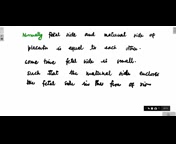 Normally fetal side and maternal side of
placenta is equal to each other.
some time fetal side is small.
such that the maternal side enclose
the fetal side in the form of